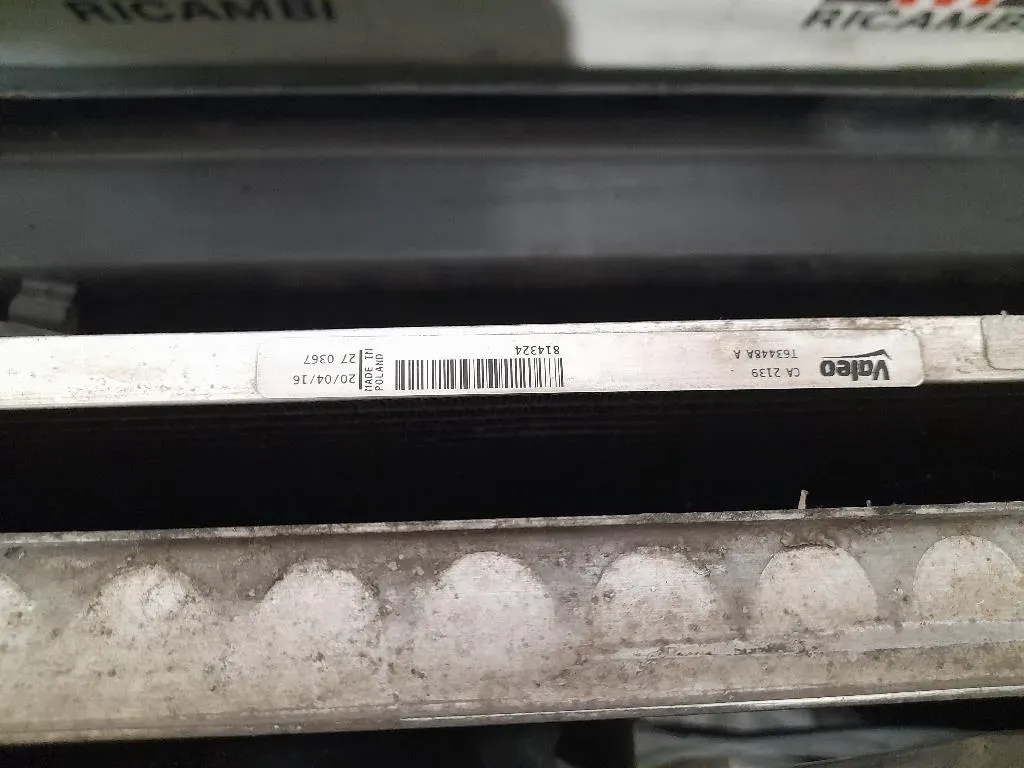 RICAMBI
RICAMBI
Valeo
CA 2139
T63448A A
814324
MADE IN
POLAND
20/04/16
27 0367